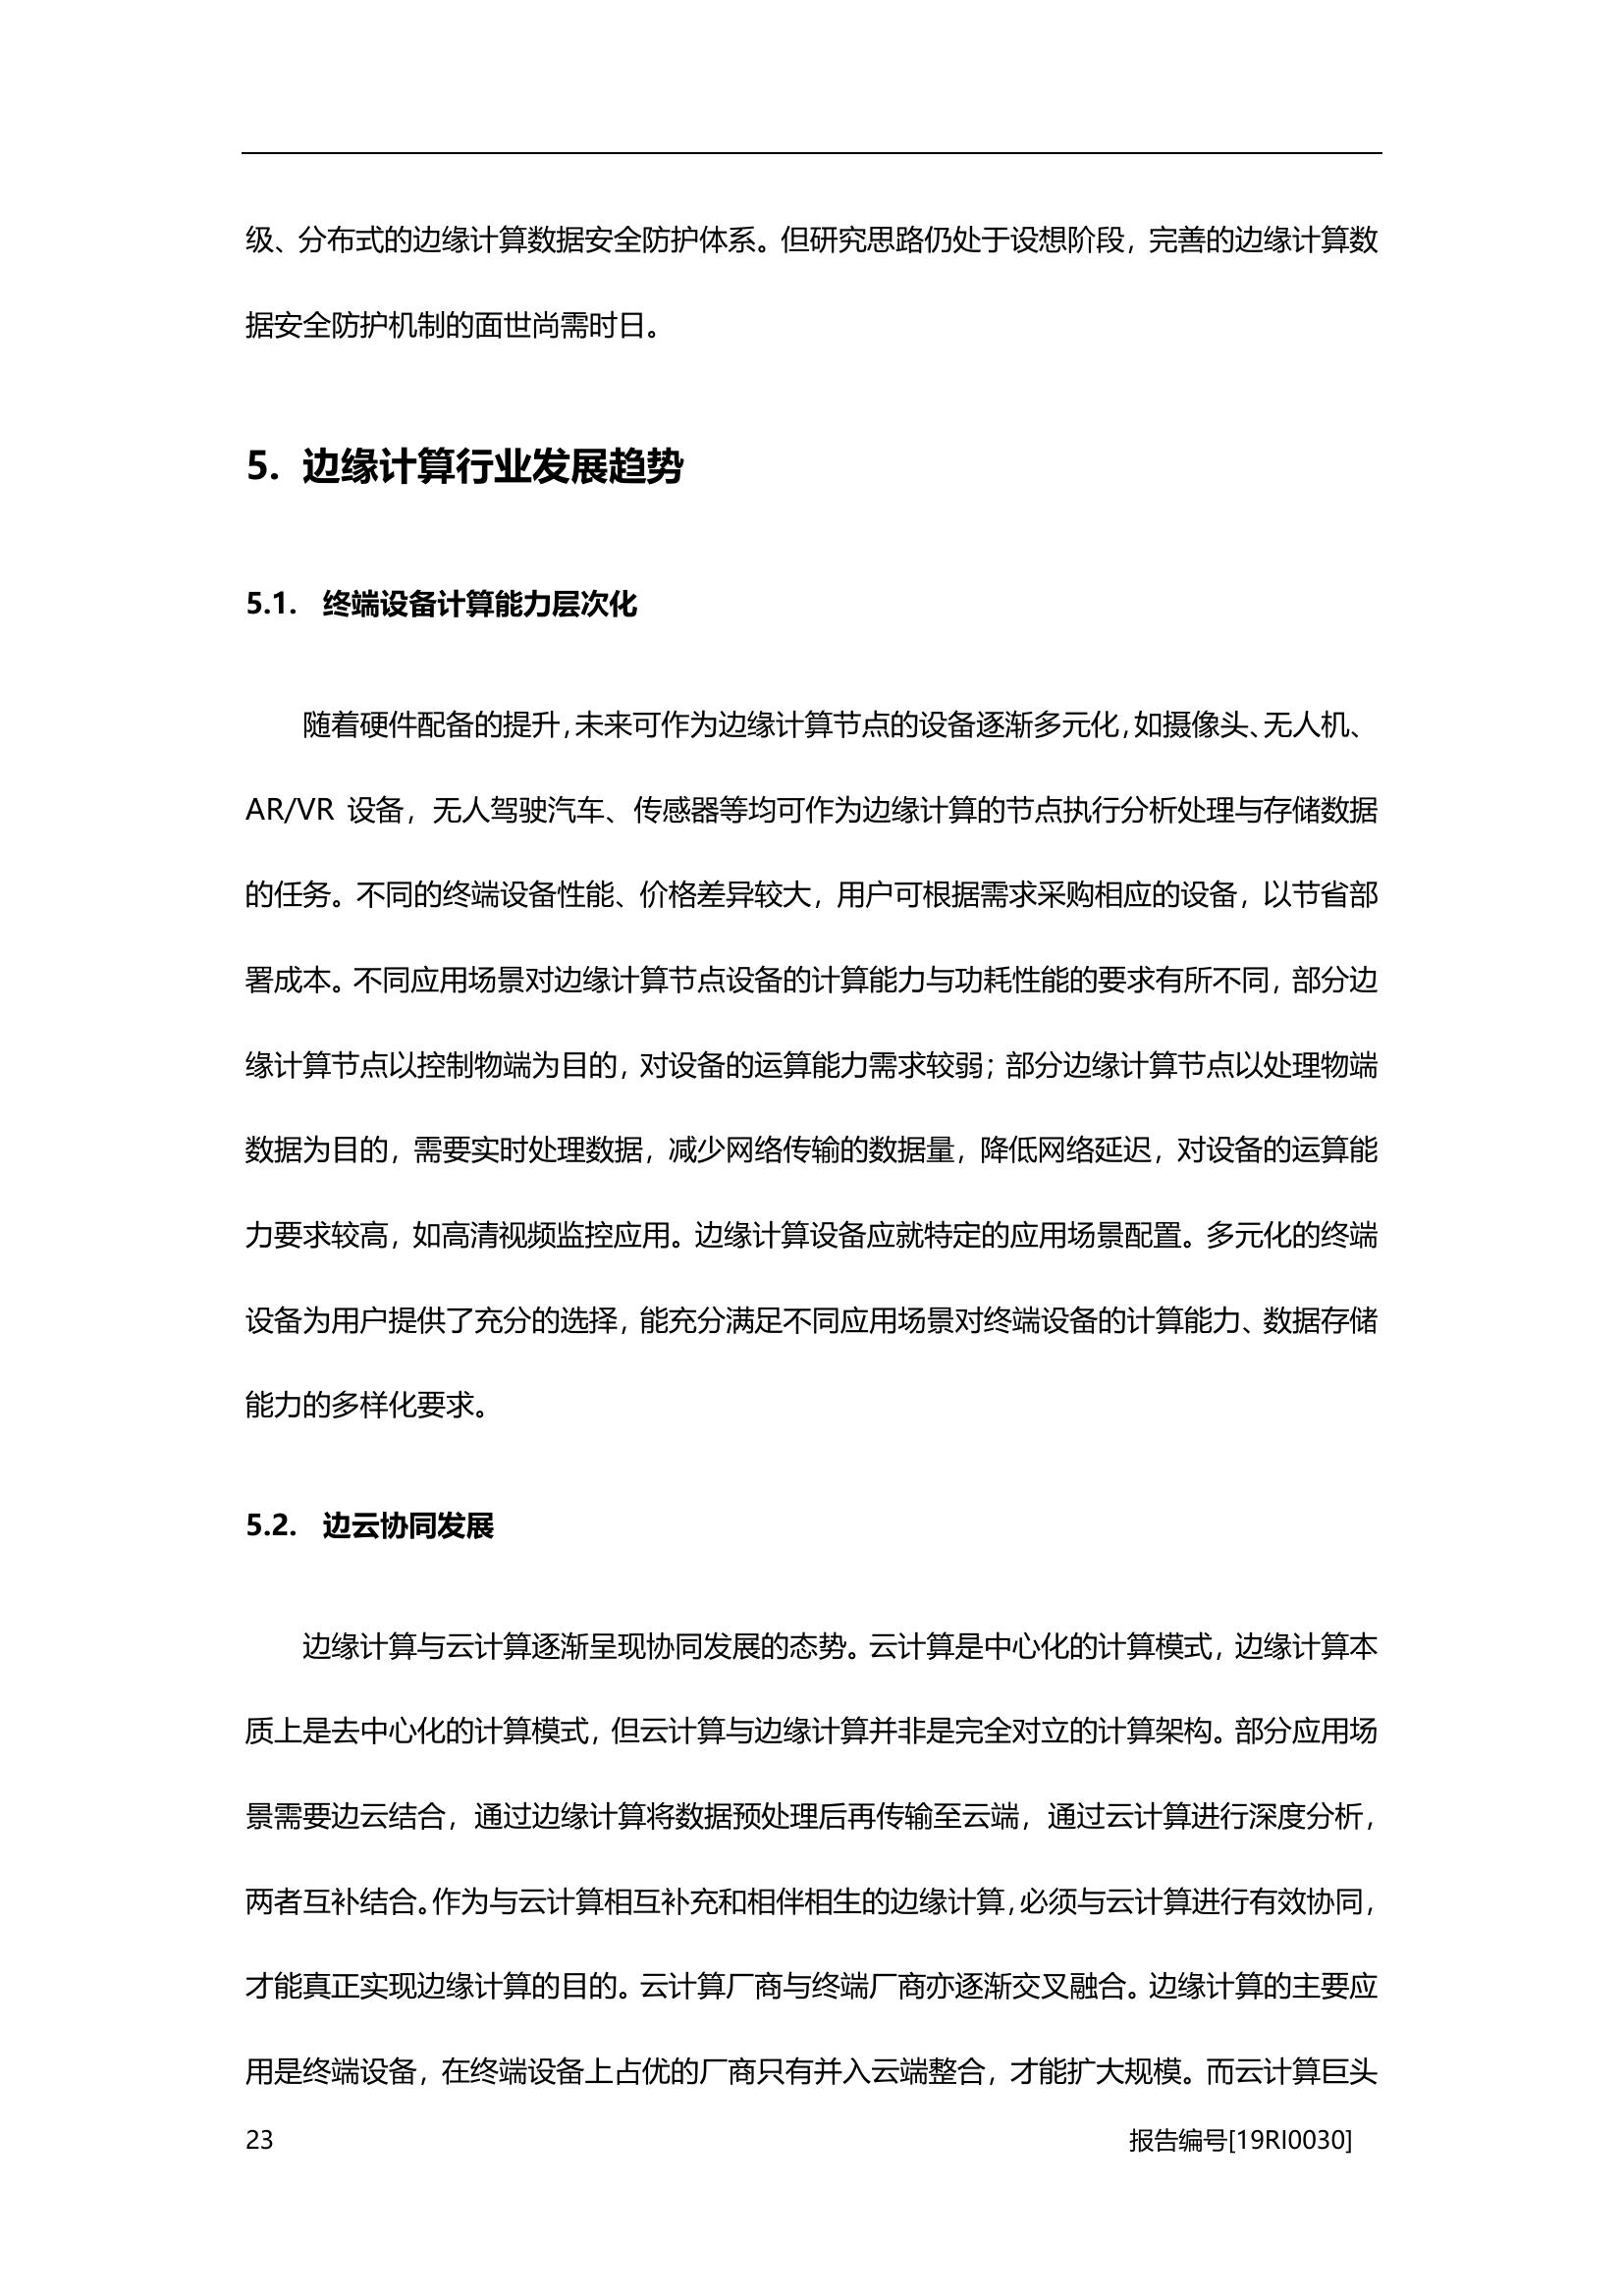 级、分布式的边缘计算数据安全防护体系。但研究思路仍处于设想阶段，完善的边缘计算数
据安全防护机制的面世尚需时日。
5. 边缘计算行业发展趋势
5.1. 终端设备计算能力层次化
随着硬件配备的提升，未来可作为边缘计算节点的设备逐渐多元化，如摄像头、无人机、
AR/VR 设备，无人驾驶汽车、传感器等均可作为边缘计算的节点执行分析处理与存储数据
的任务。不同的终端设备性能、价格差异较大，用户可根据需求采购相应的设备，以节省部
署成本。不同应用场景对边缘计算节点设备的计算能力与功耗性能的要求有所不同，部分边
缘计算节点以控制物端为目的，对设备的运算能力需求较弱；部分边缘计算节点以处理物端
数据为目的，需要实时处理数据，减少网络传输的数据量，降低网络延迟，对设备的运算能
力要求较高，如高清视频监控应用。边缘计算设备应就特定的应用场景配置。多元化的终端
设备为用户提供了充分的选择，能充分满足不同应用场景对终端设备的计算能力、数据存储
能力的多样化要求。
5.2. 边云协同发展
边缘计算与云计算逐渐呈现协同发展的态势。云计算是中心化的计算模式，边缘计算本
质上是去中心化的计算模式，但云计算与边缘计算并非是完全对立的计算架构。部分应用场
景需要边云结合，通过边缘计算将数据预处理后再传输至云端，通过云计算进行深度分析，
两者互补结合。作为与云计算相互补充和相伴相生的边缘计算，必须与云计算进行有效协同，
才能真正实现边缘计算的目的。云计算厂商与终端厂商亦逐渐交叉融合。边缘计算的主要应
用是终端设备，在终端设备上占优的厂商只有并入云端整合，才能扩大规模。而云计算巨头
23 报告编号[19RI0030]